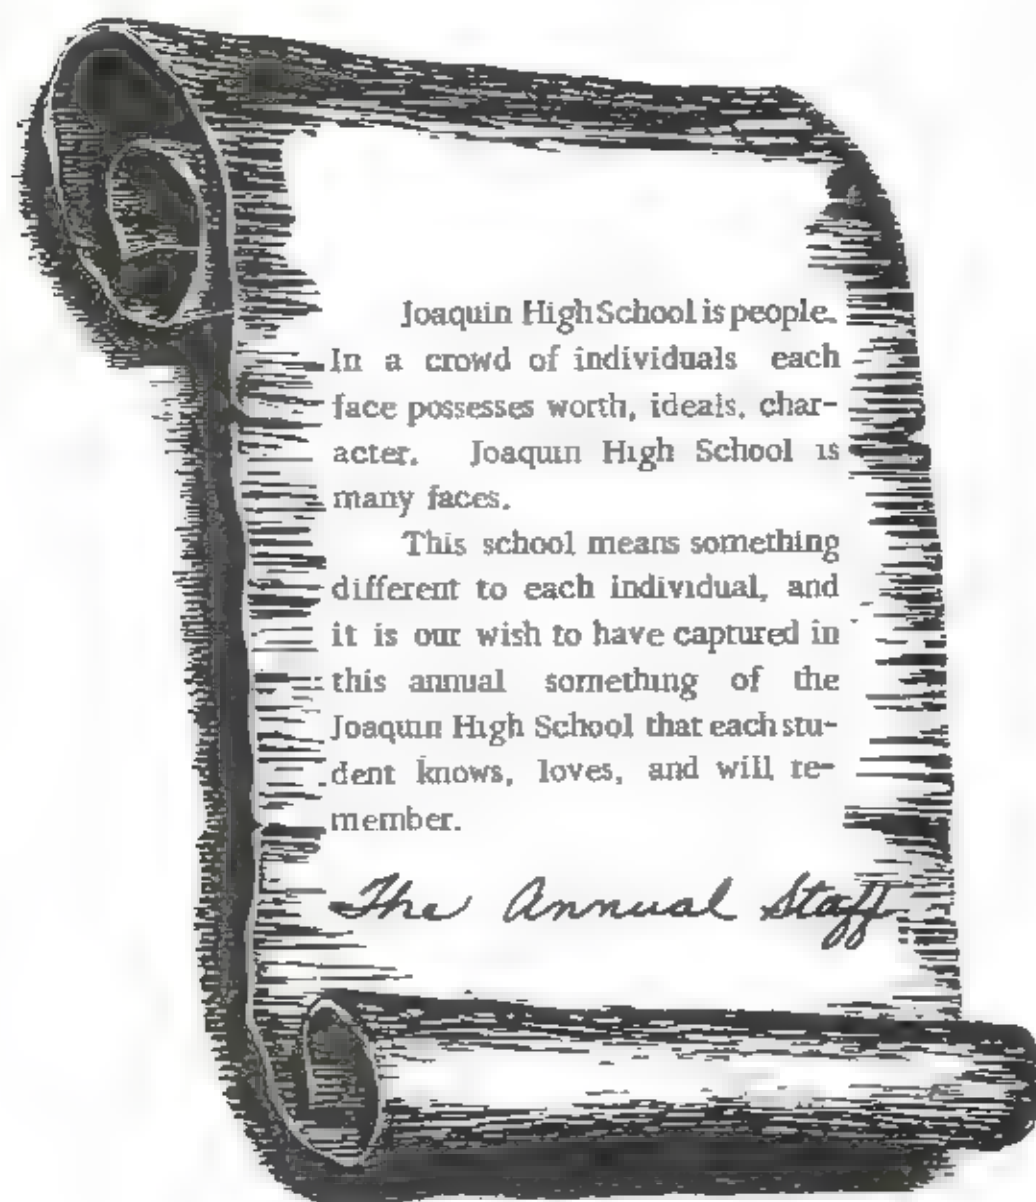 Joaquin High School is people.
In a crowd of individuals each
face possesses worth, ideals, char-
acter. Joaquin High School is
many faces.
This school means something
different to each individual, and
it is our wish to have captured in
this annual something of the
Joaquin High School that each stu-
dent knows, loves, and will re-
member.
The Annual Staff